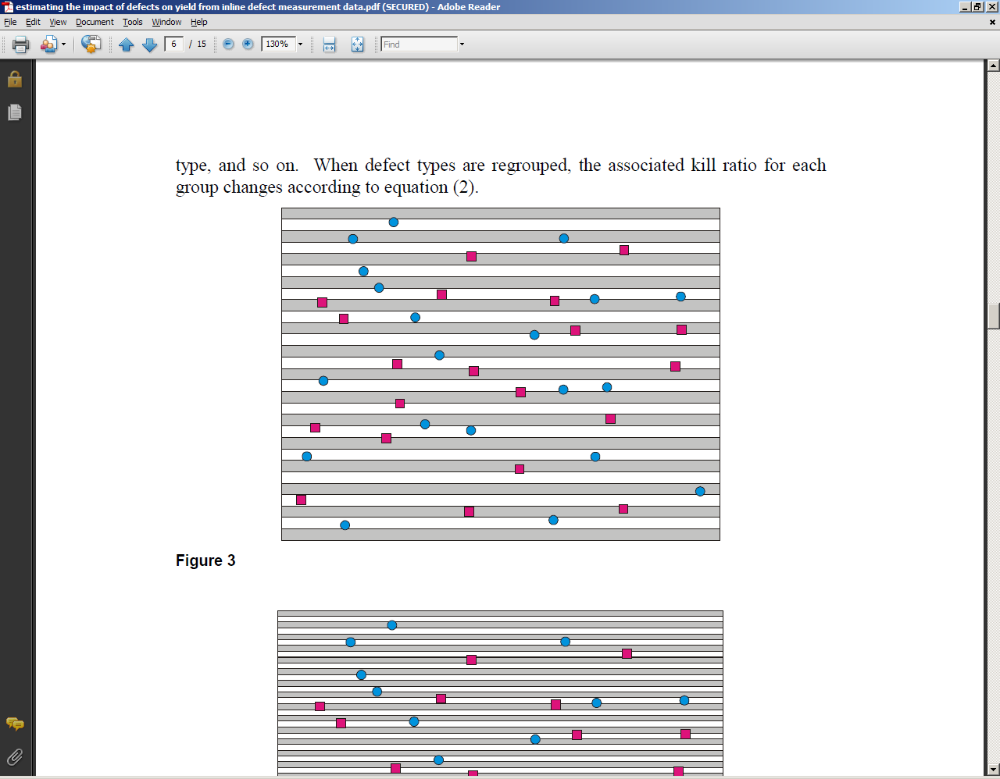 estimating the impact of defects on yield from inline defect measurement data.pdf (SECURED) - Adobe Reader
File Edit View Document Tools Window Help
6 / 15 130% Find
type, and so on. When defect types are regrouped, the associated kill ratio for each
group changes according to equation (2).
Figure 3